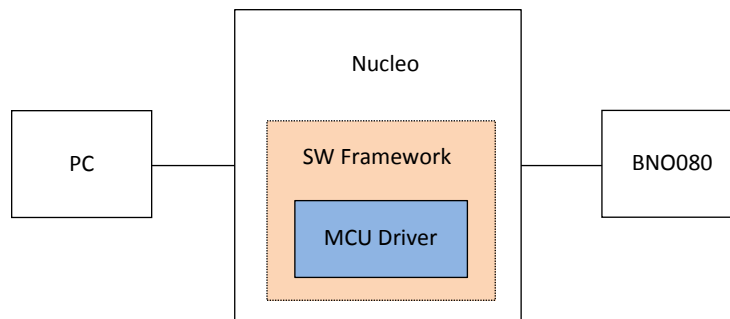 Nucleo
PC
SW Framework
BNO080
MCU Driver